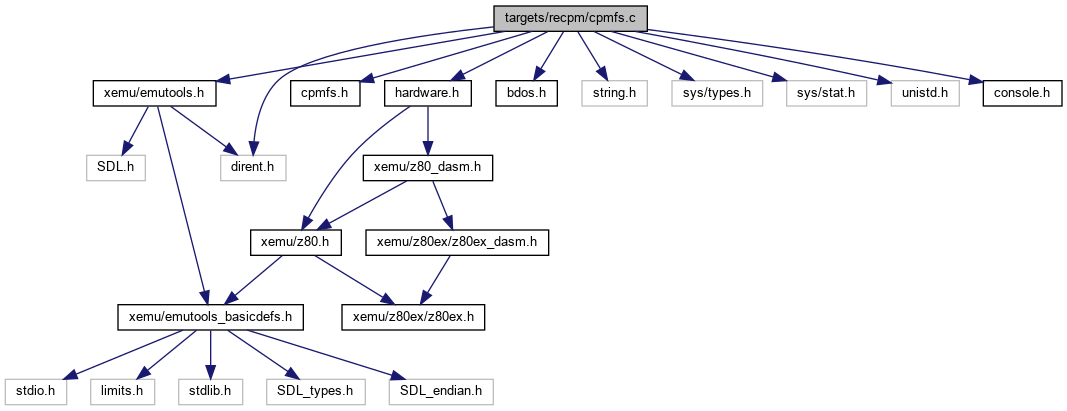 targets/recpm/cpmfs.c
xemu/emutools.h
cpmfs.h
hardware.h
bdos.h
string.h
sys/types.h
sys/stat.h
unistd.h
console.h
SDL.h
dirent.h
xemu/z80_dasm.h
xemu/z80.h
xemu/z80ex/z80ex_dasm.h
xemu/emutools_basicdefs.h
xemu/z80ex/z80ex.h
stdio.h
limits.h
stdlib.h
SDL_types.h
SDL_endian.h